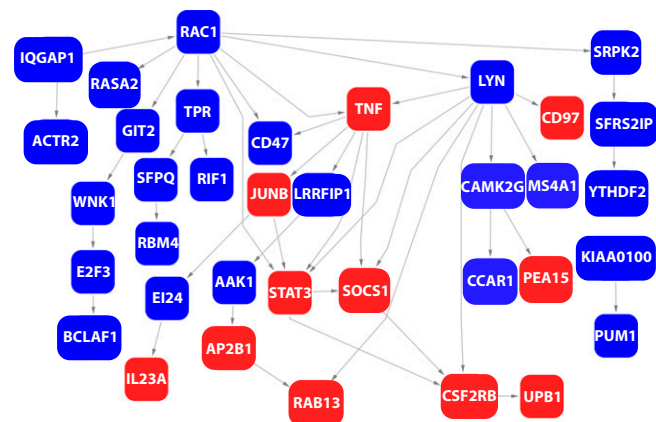 RAC1
IQGAP1
SRPK2
RASA2
LYN
TNF
TPR
CD97
GIT2
SFRS2IP
ACTR2
CD47
SFPQ
RIF1
CAMK2G
MS4A1
JUNB
LRRFIP1
YTHDF2
WNK1
RBM4
KIAA0100
E2F3
CCAR1
PEA15
AAK1
STAT3
SOCS1
EI24
BCLAF1
PUM1
AP2B1
IL23A
CSF2RB
UPB1
RAB13